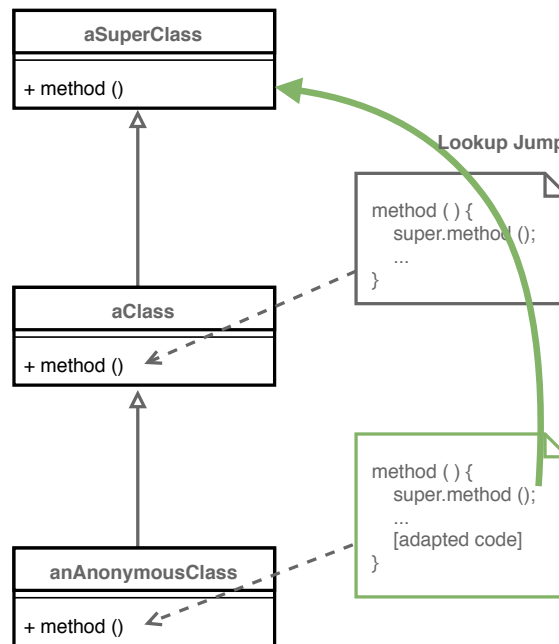 aSuperClass
+ method ()
Lookup Jump
method ( ) {
super.method ();
...
}
aClass
+ method ()
method ( ) {
super.method ();
...
[adapted code]
}
anAnonymousClass
+ method ()